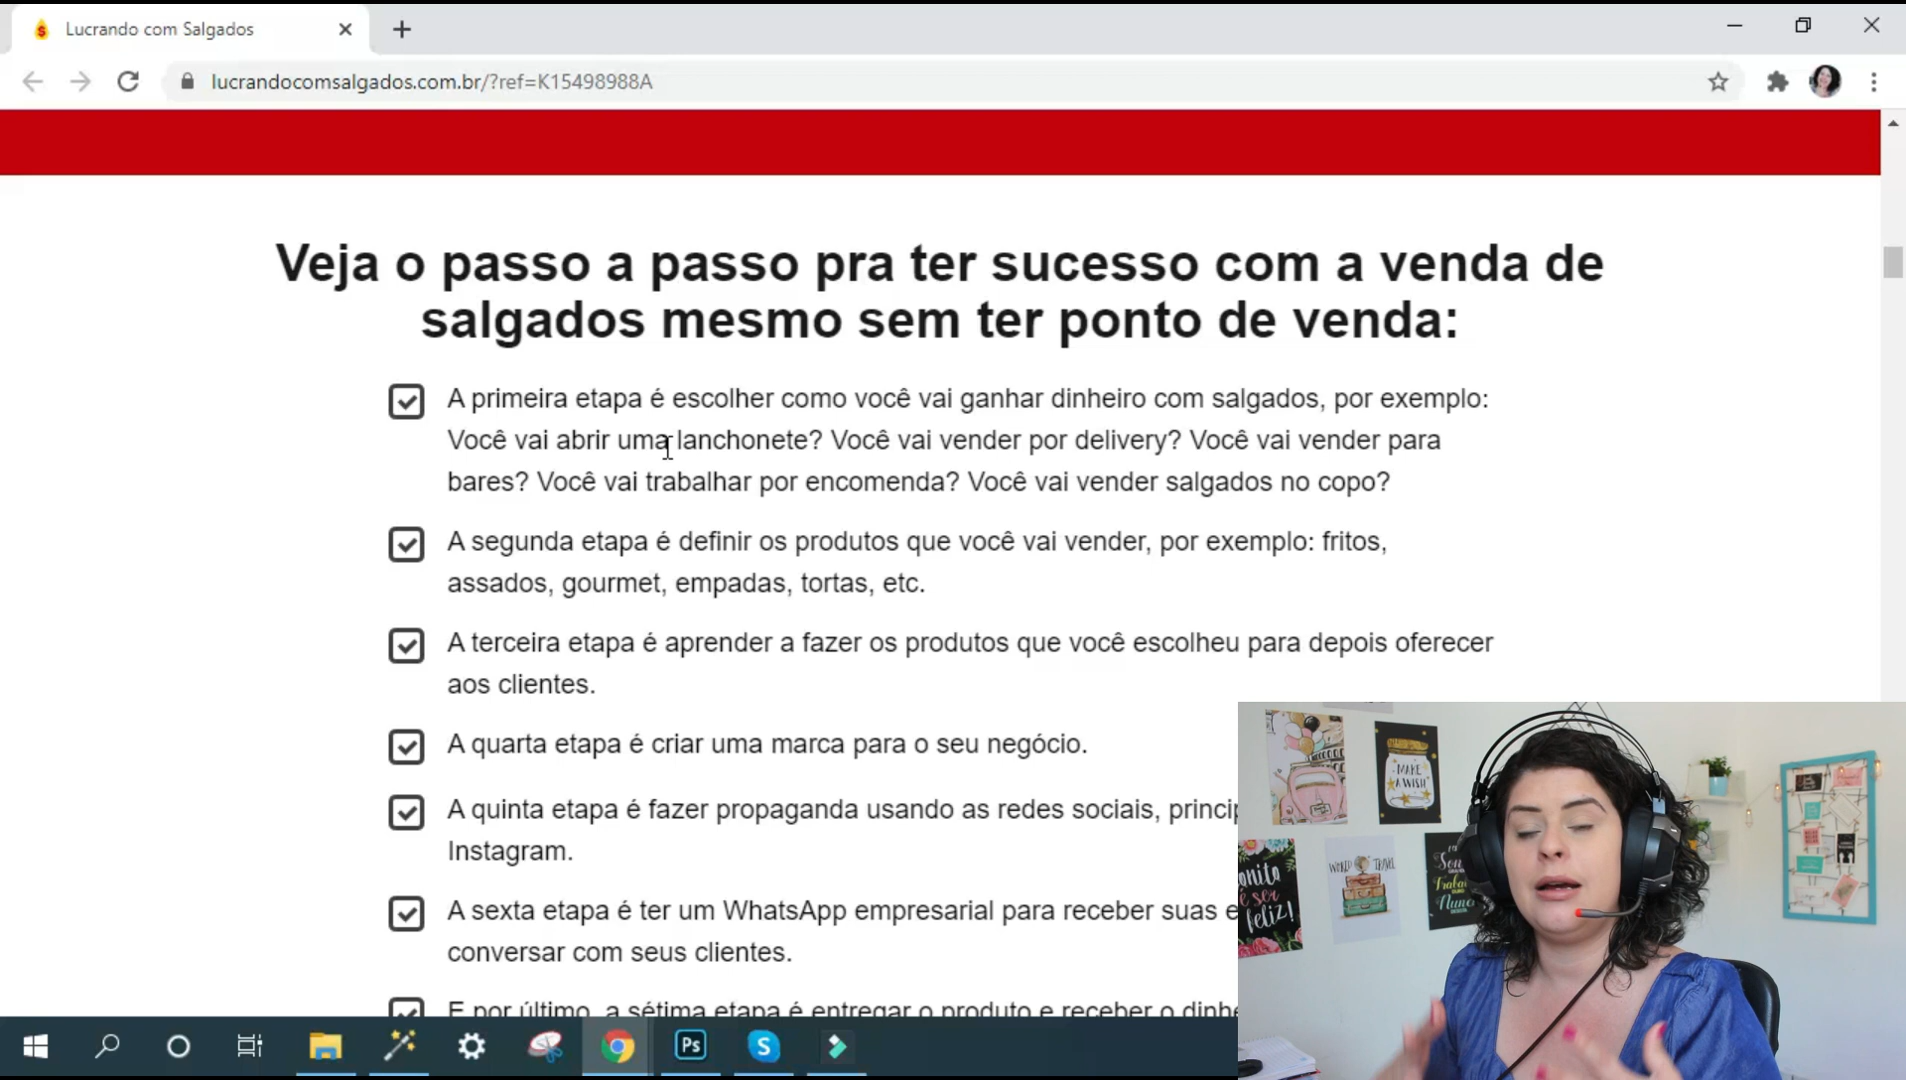 Lucrando com Salgados
lucrandocomsalgados.com.br/?ref=K15498988A
Veja o passo a passo pra ter sucesso com a venda de
salgados mesmo sem ter ponto de venda:
A primeira etapa é escolher como você vai ganhar dinheiro com salgados, por exemplo:
Você vai abrir uma lanchonete? Você vai vender por delivery? Você vai vender para
bares? Você vai trabalhar por encomenda? Você vai vender salgados no copo?
A segunda etapa é definir os produtos que você vai vender, por exemplo: fritos,
assados, gourmet, empadas, tortas, etc.
A terceira etapa é aprender a fazer os produtos que você escolheu para depois oferecer
aos clientes.
A quarta etapa é criar uma marca para o seu negócio.
A quinta etapa é fazer propaganda usando as redes sociais, princip
Instagram.
A sexta etapa é ter um WhatsApp empresarial para receber suas e
conversar com seus clientes.
E por último, a sétima etapa é entregar o produto e receber o dinhe
MAKE
A WISH
WORLD TRAVEL
onita
é ser
feliz!
Ps
S